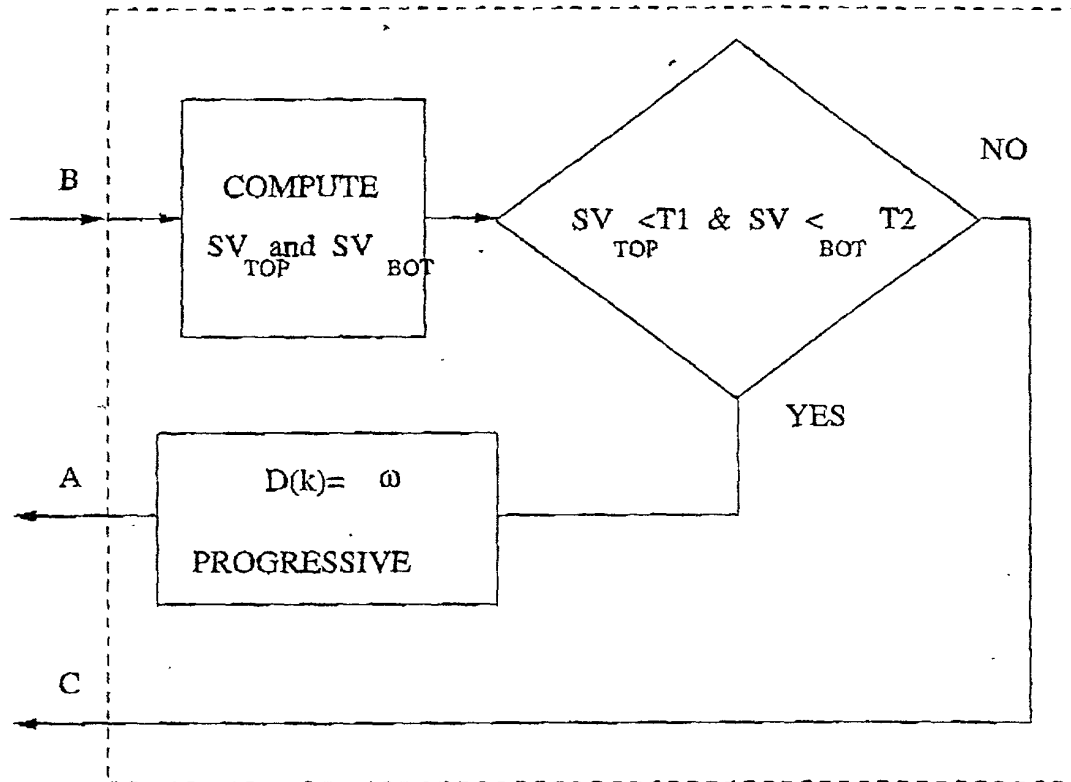 B
COMPUTE
SV TOP and SV BOT
SV TOP <T1 & SV < BOT T2
NO
YES
A
D(k)= ω
PROGRESSIVE
C